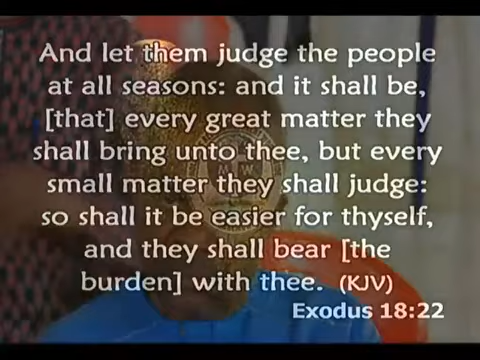 And let them judge the people
at all seasons: and it shall be,
[that] every great matter they
shall bring unto thee, but every
small matter they shall judge:
so shall it be easier for thyself,
and they shall bear [the
burden] with thee. (KJV)
Exodus 18:22